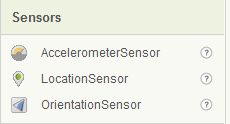 Sensors
AccelerometerSensor ?
LocationSensor ?
OrientationSensor ?